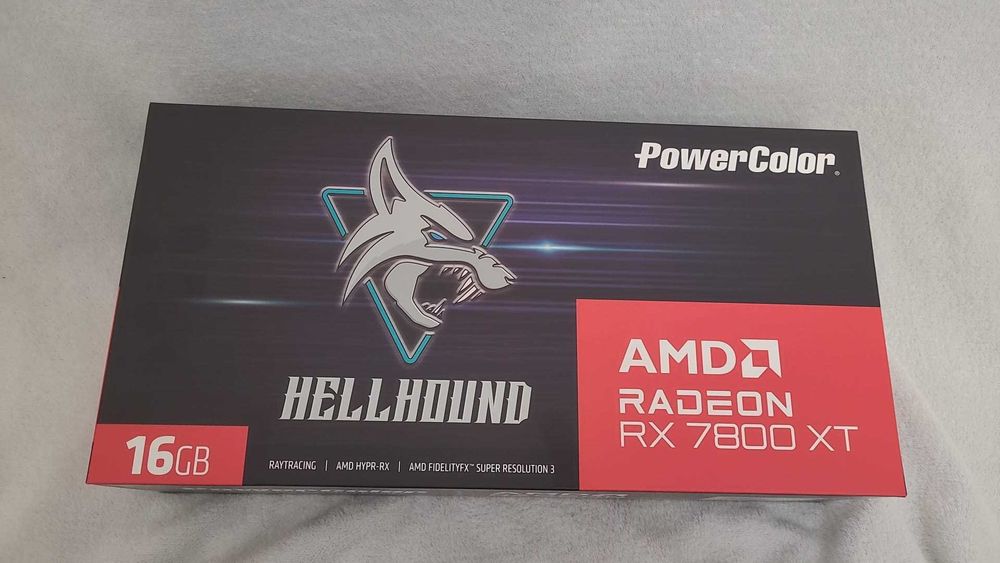 PowerColor®
HELLHOUND
AMD
RADEON
RX 7800 XT
16GB
RAYTRACING | AMD HYPR-RX | AMD FIDELITYFX™ SUPER RESOLUTION 3